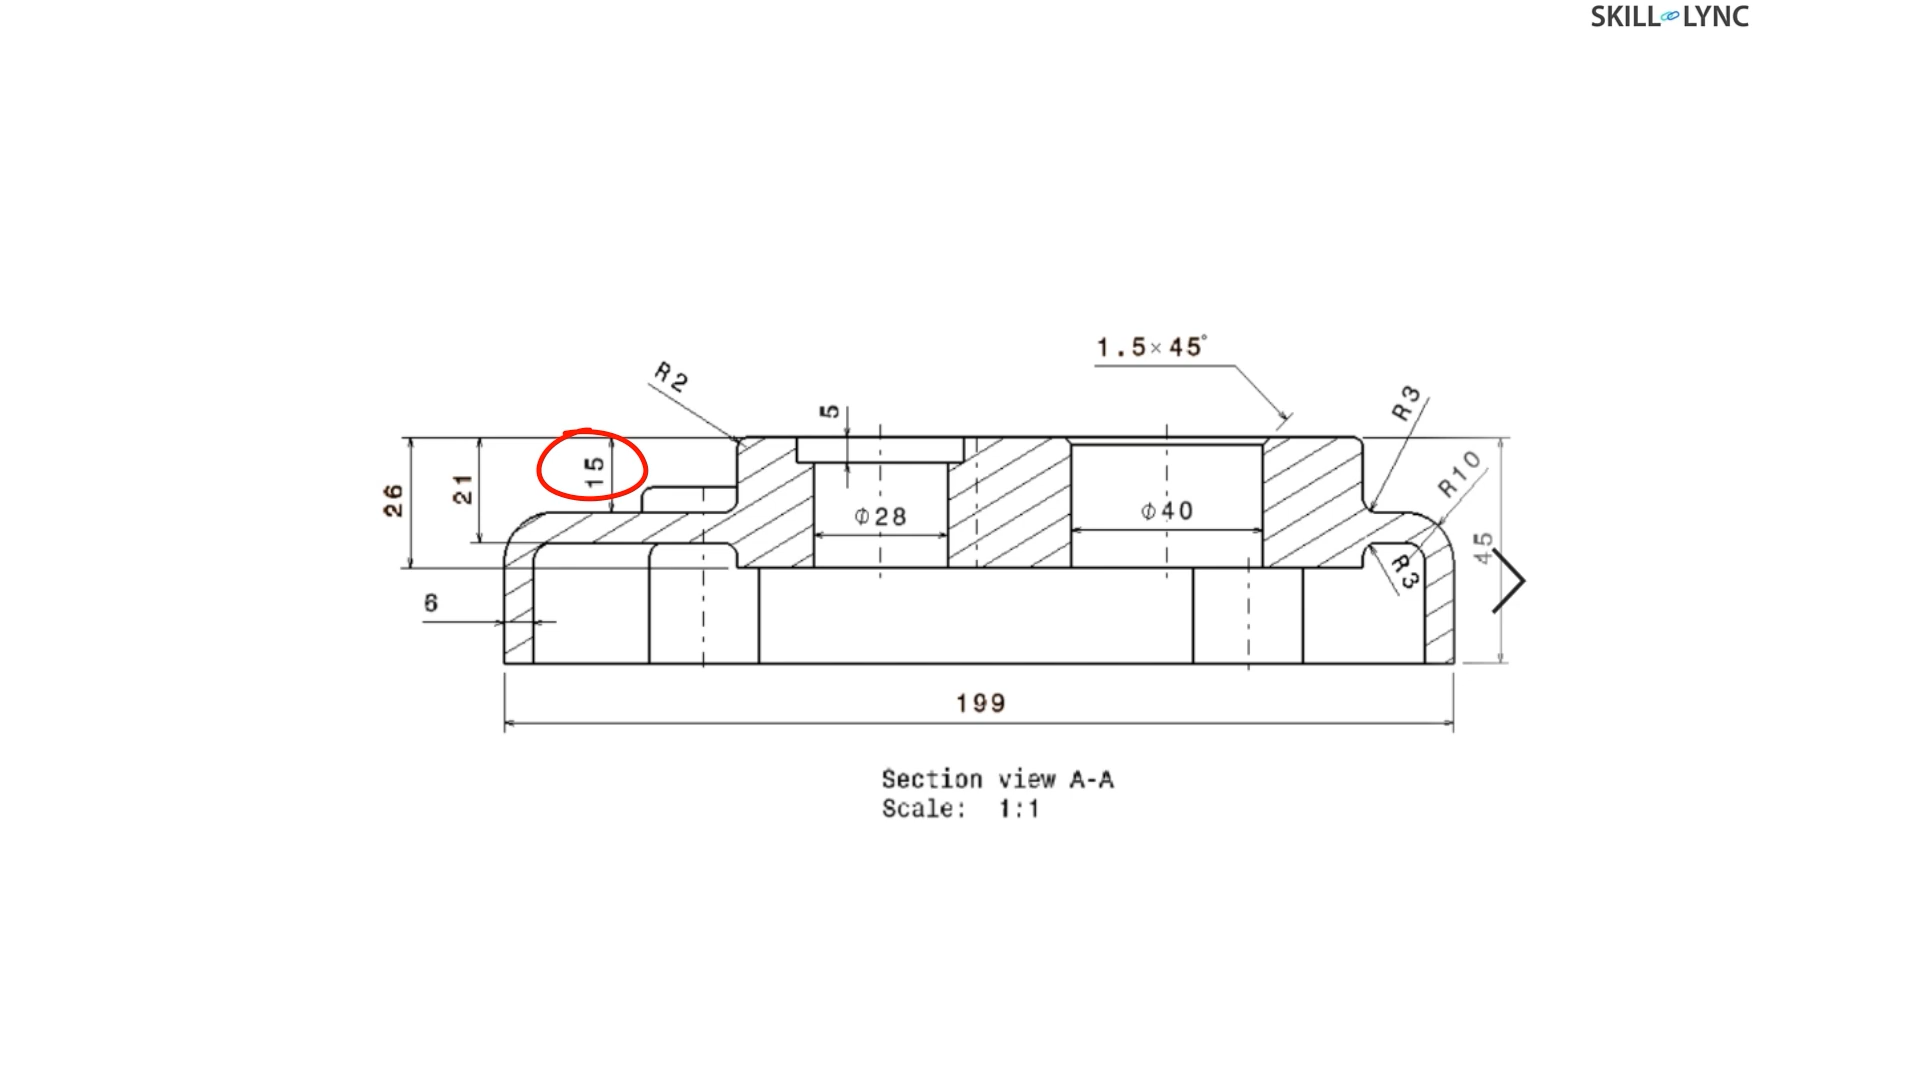 SKILL LYNC
1.5×45°
R2
R3
5
15
21
26
R10
45
φ28
φ40
R3
6
199
Section view A-A
Scale: 1:1